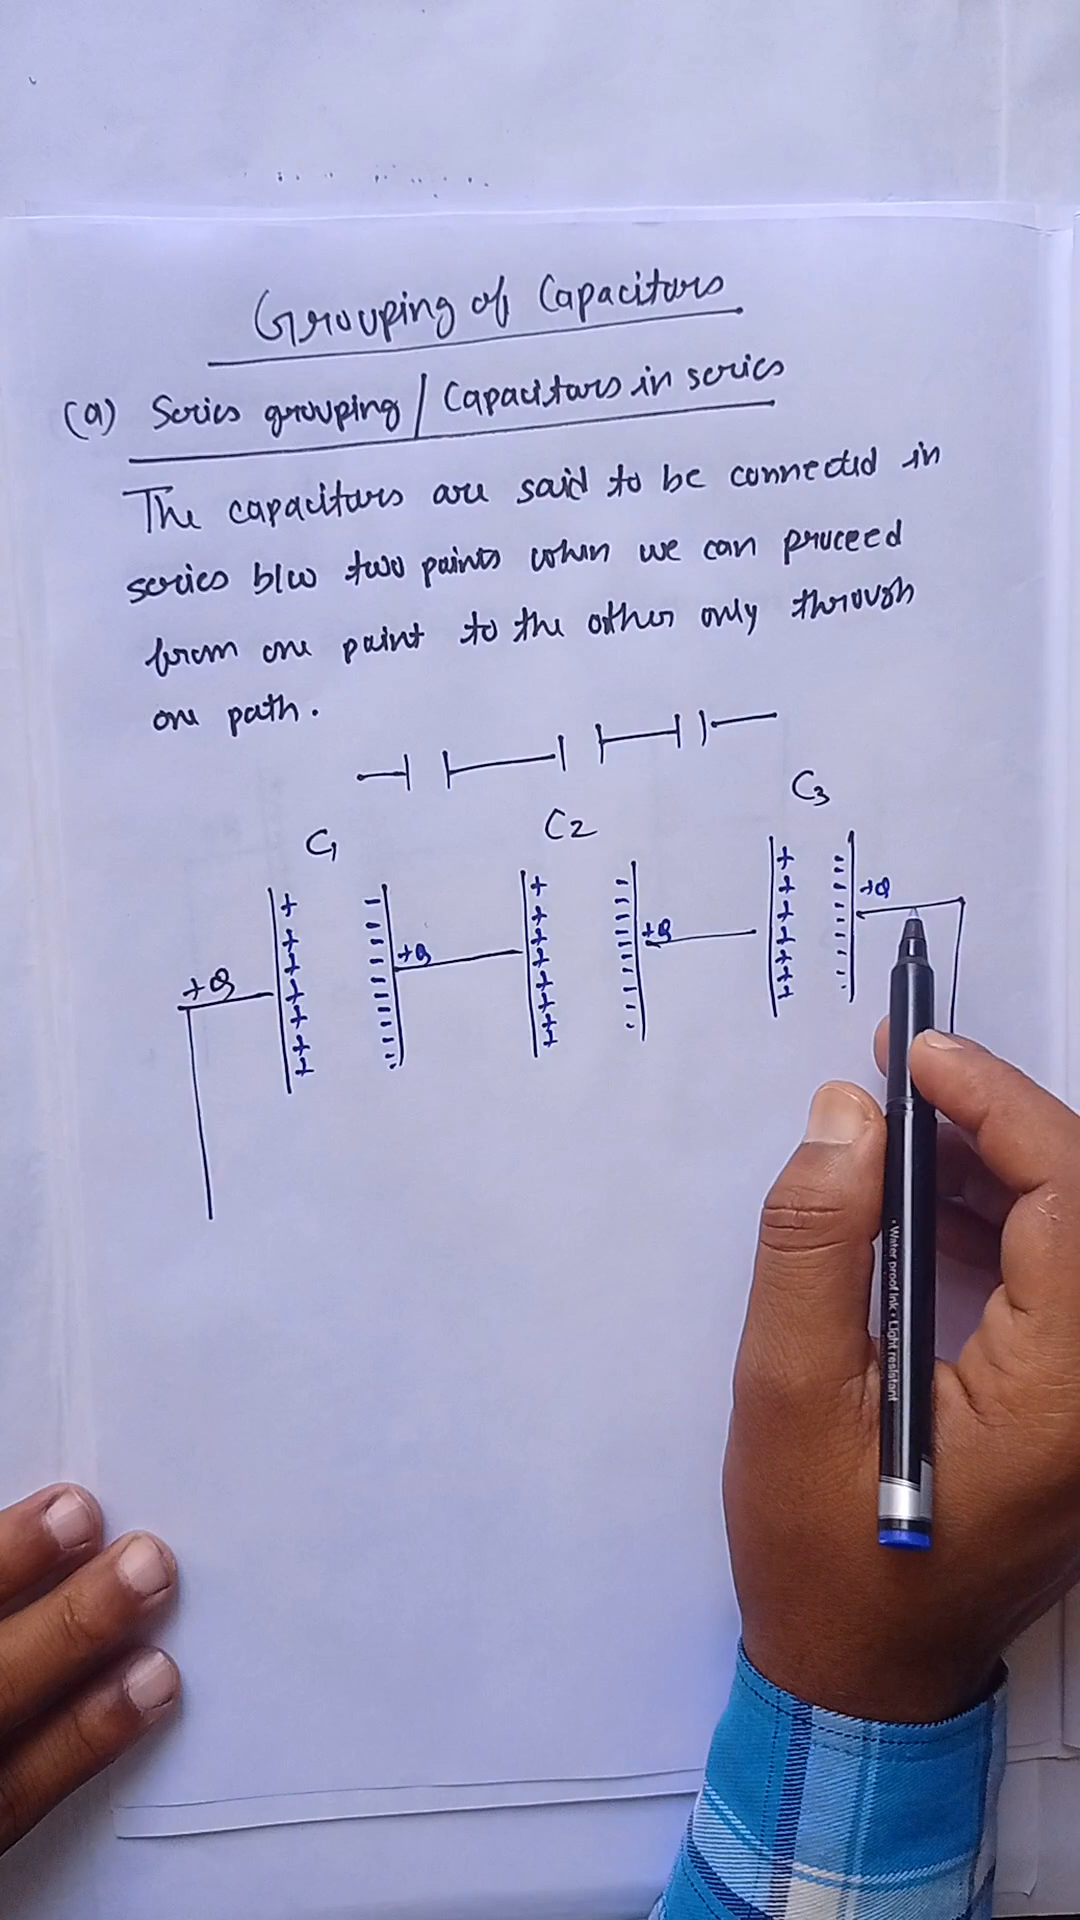 Grouping of Capacitors
(a) Series grouping / Capacitors in series
The capacitors are said to be connected in
series b/w two points when we can proceed
from one point to the other only through
one path.
C1 C2 C3
+Q +Q +Q +Q
• Water proof Ink • Light resistant